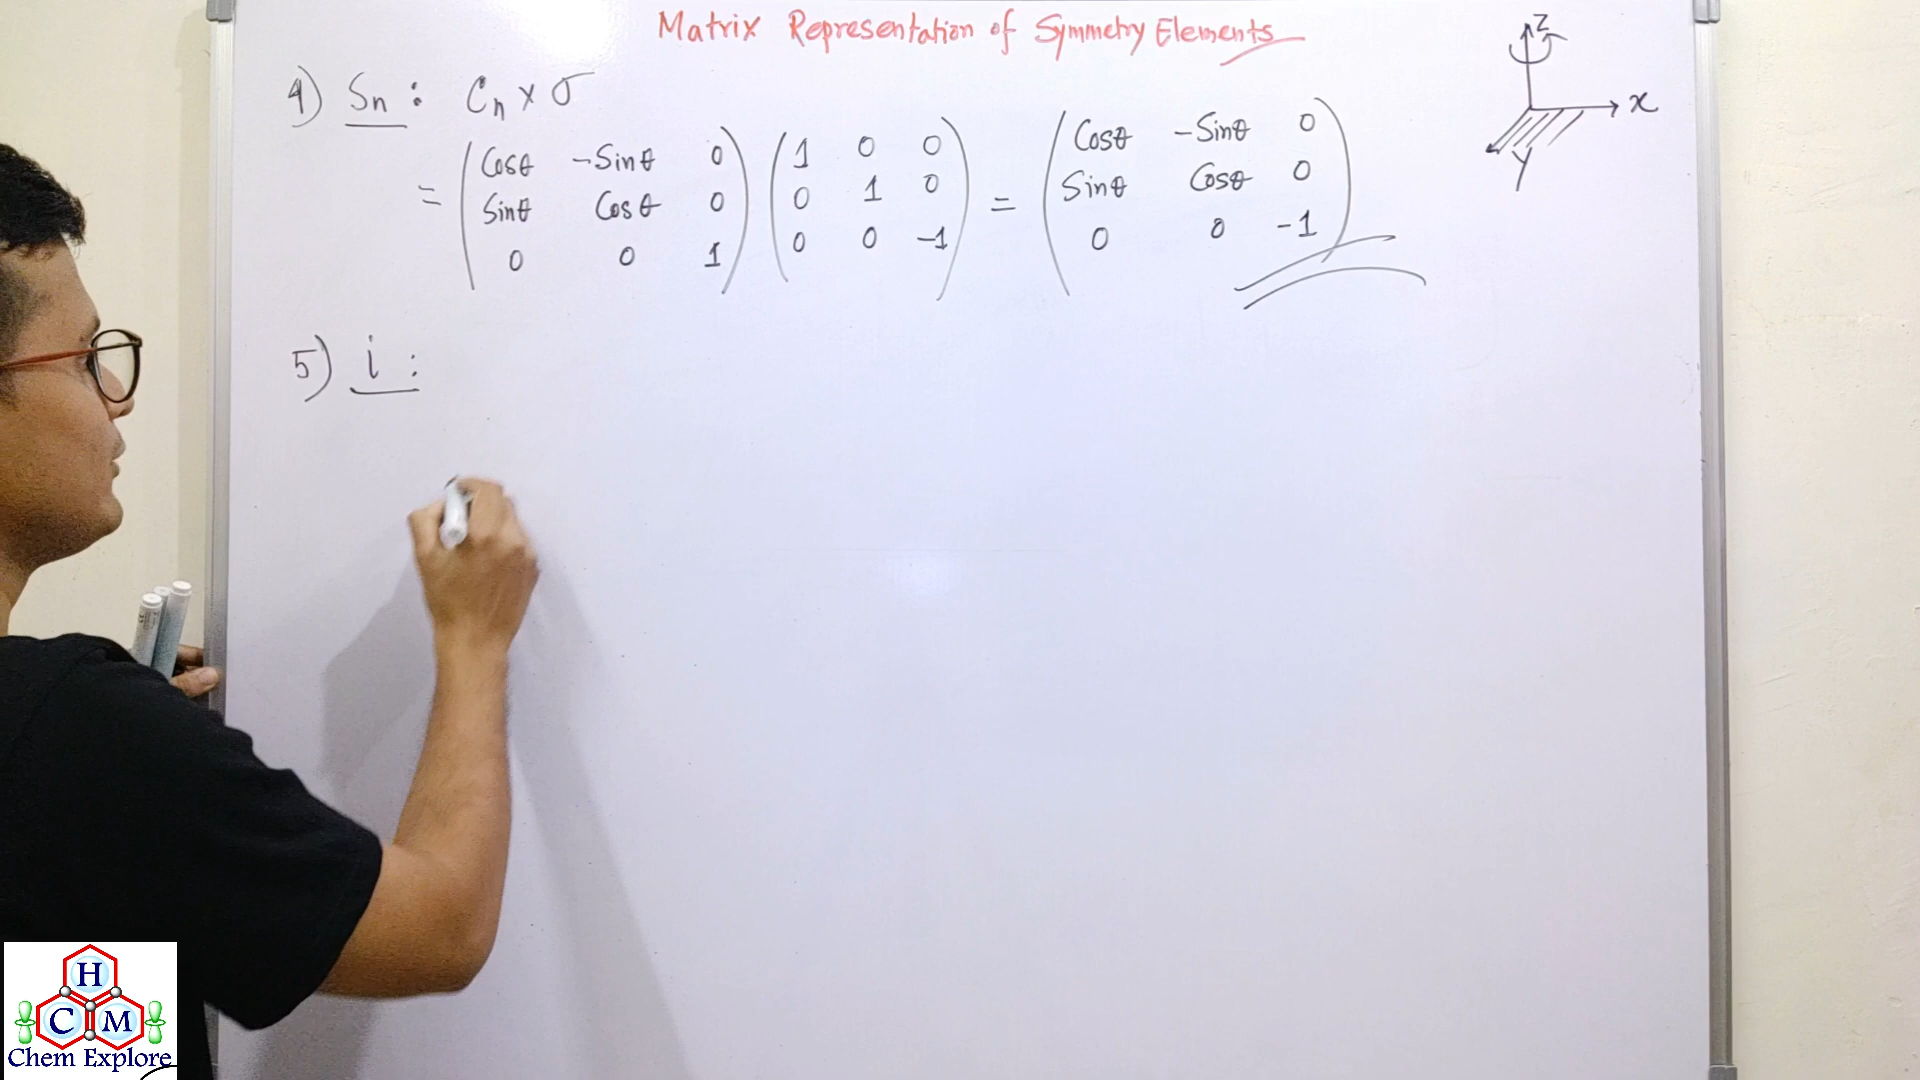 Matrix Representation of Symmetry Elements
4) Sn : Cn × σ
= (Cosθ -Sinθ 0) (1 0 0) = (Cosθ -Sinθ 0)
(Sinθ Cosθ 0) (0 1 0) (Sinθ Cosθ 0)
(0 0 1) (0 0 -1) (0 0 -1)
Z
x
Y
5) i :
H
C M
Chem Explore